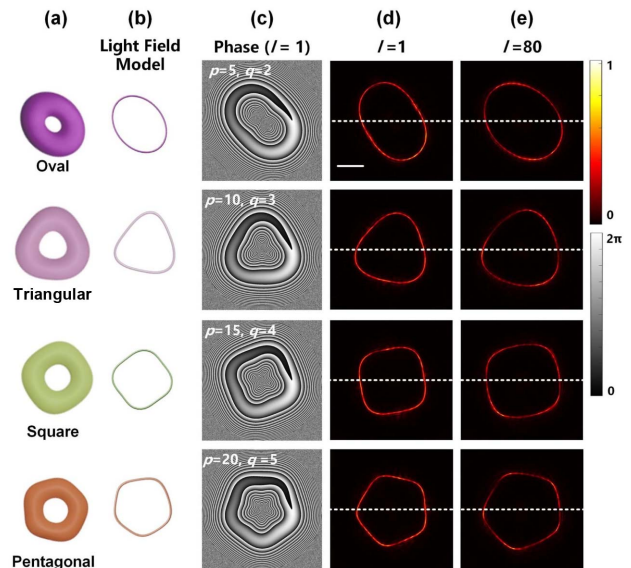 (a) (b) (c) (d) (e)
Light Field
Model
Phase (l = 1)
l =1
l =80
p=5, q=2
1
Oval
0
p=10, q=3
2π
Triangular
p=15, q=4
0
Square
p=20, q =5
Pentagonal